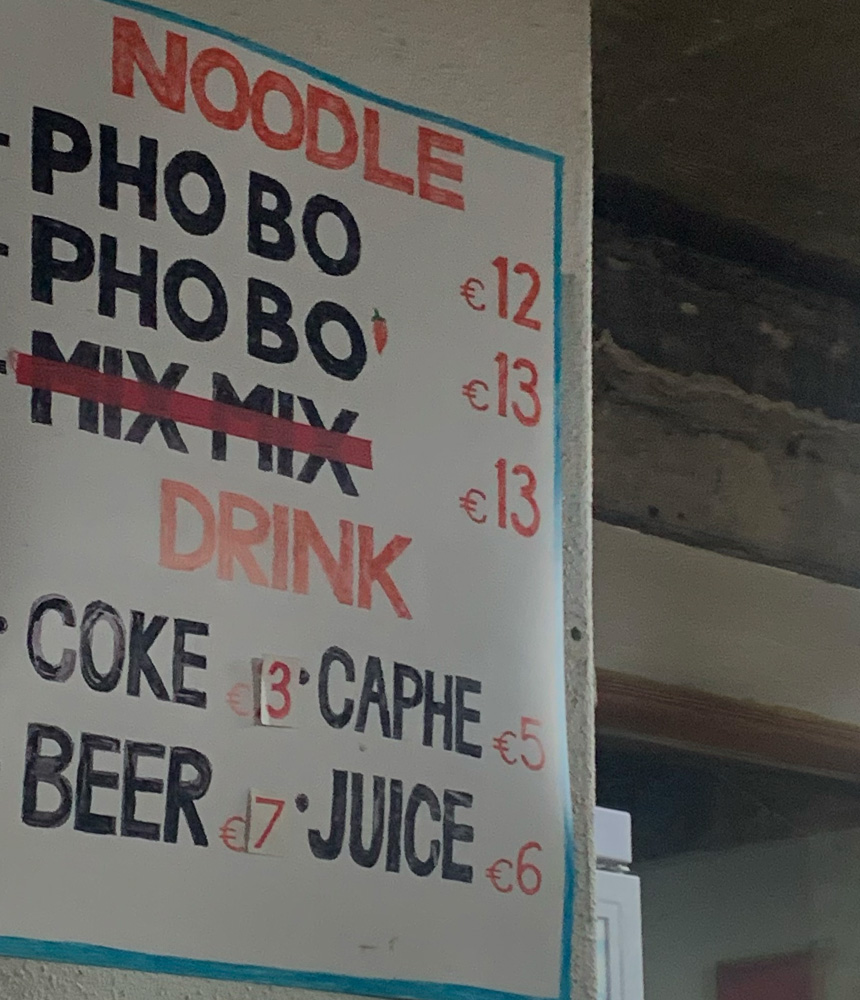 NOODLE
- PHO BO €12
- PHO BO €13
- MIX MIX €13
DRINK
· COKE €3 · CAPHE €5
BEER €7 · JUICE €6